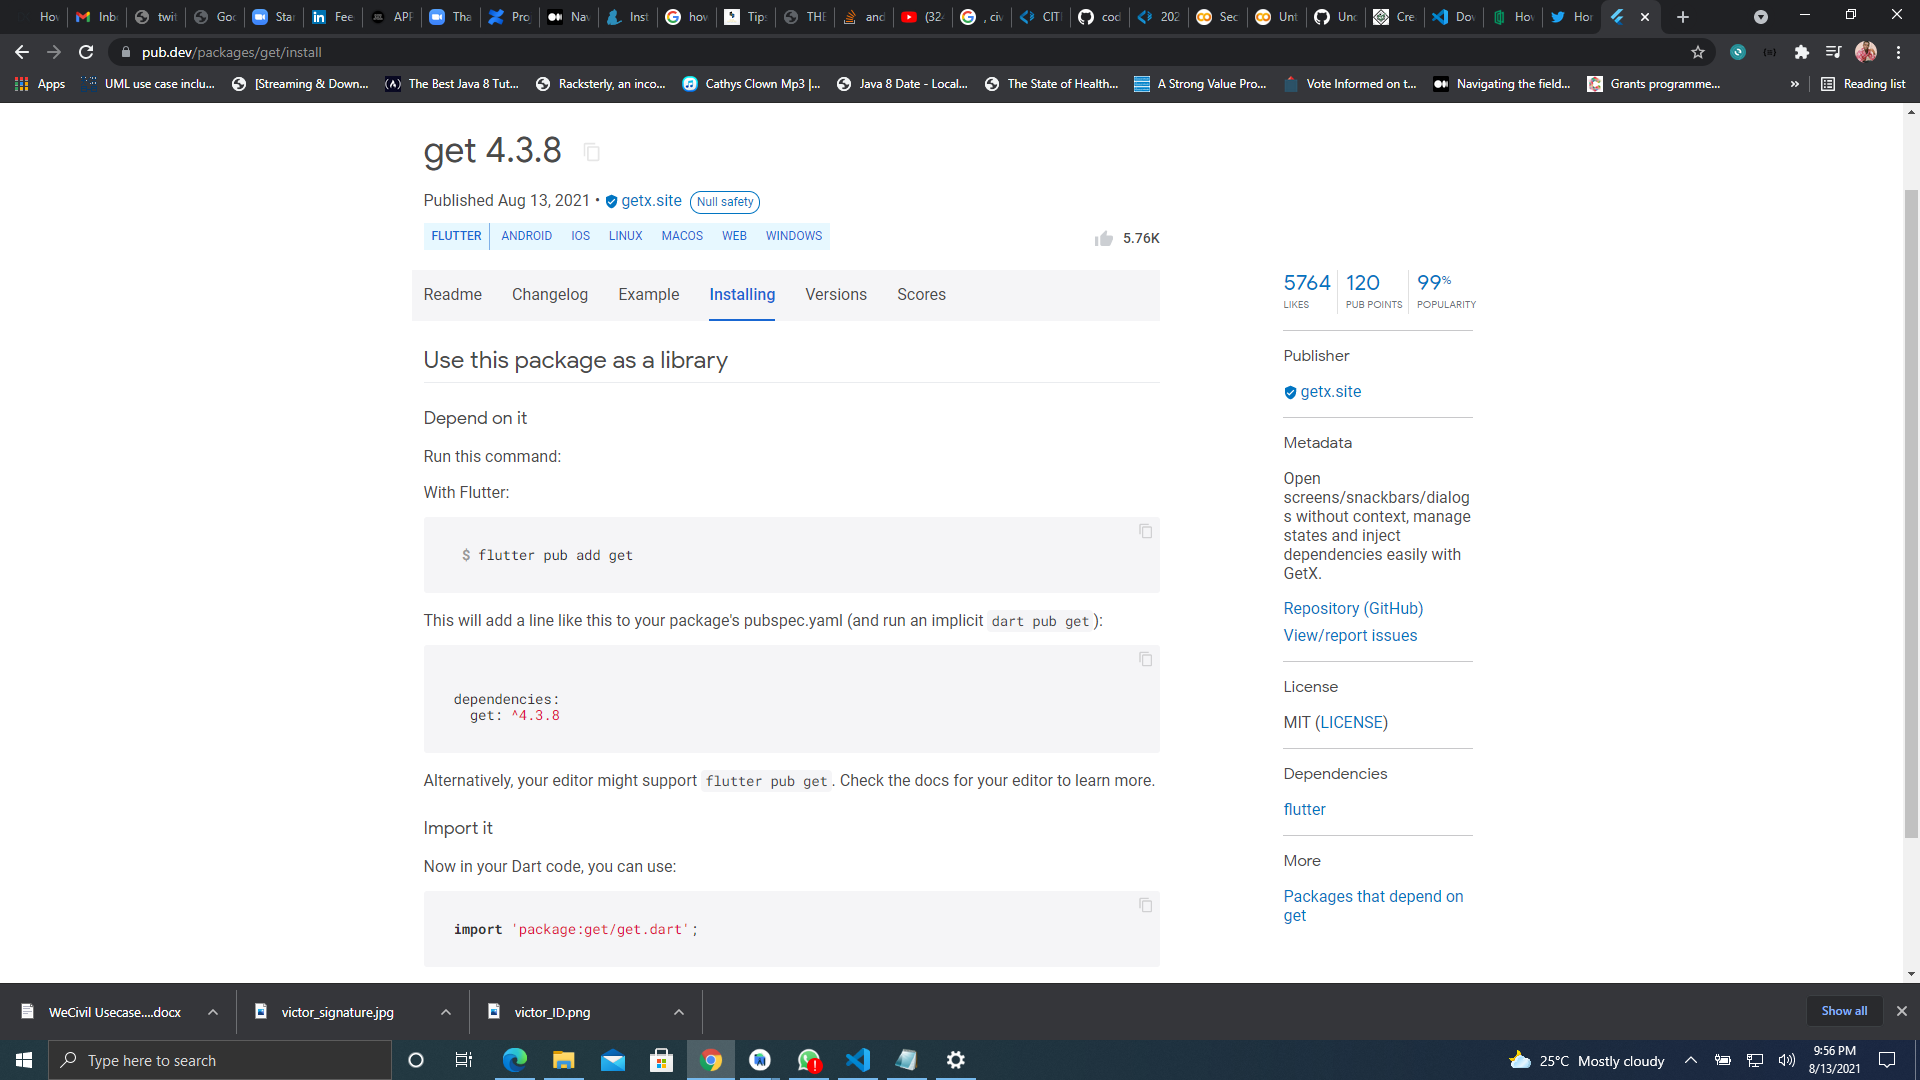 Hov
Inbo
twit
Goo
Star
Fee
APF
Tha
Pro
Nav
Inst
how
Tips
THE
and
(324
, civ
CITI
cod
202
Sec
Unt
Unc
Cre
Dov
How
Hor
pub.dev/packages/get/install
Apps
UML use case inclu...
[Streaming & Down...
The Best Java 8 Tut...
Racksterly, an inco...
Cathys Clown Mp3 |...
Java 8 Date - Local...
The State of Health...
A Strong Value Pro...
Vote Informed on t...
Navigating the field...
Grants programme...
»
Reading list
get 4.3.8
Published Aug 13, 2021 • getx.site Null safety
FLUTTER ANDROID IOS LINUX MACOS WEB WINDOWS
5.76K
Readme Changelog Example Installing Versions Scores
Use this package as a library
Depend on it
Run this command:
With Flutter:
$ flutter pub add get
This will add a line like this to your package's pubspec.yaml (and run an implicit dart pub get):
dependencies:
get: ^4.3.8
Alternatively, your editor might support flutter pub get. Check the docs for your editor to learn more.
Import it
Now in your Dart code, you can use:
import 'package:get/get.dart';
5764 120 99%
LIKES PUB POINTS POPULARITY
Publisher
getx.site
Metadata
Open
screens/snackbars/dialog
s without context, manage
states and inject
dependencies easily with
GetX.
Repository (GitHub)
View/report issues
License
MIT (LICENSE)
Dependencies
flutter
More
Packages that depend on
get
WeCivil Usecase....docx
victor_signature.jpg
victor_ID.png
Show all
Type here to search
25°C Mostly cloudy
9:56 PM
8/13/2021